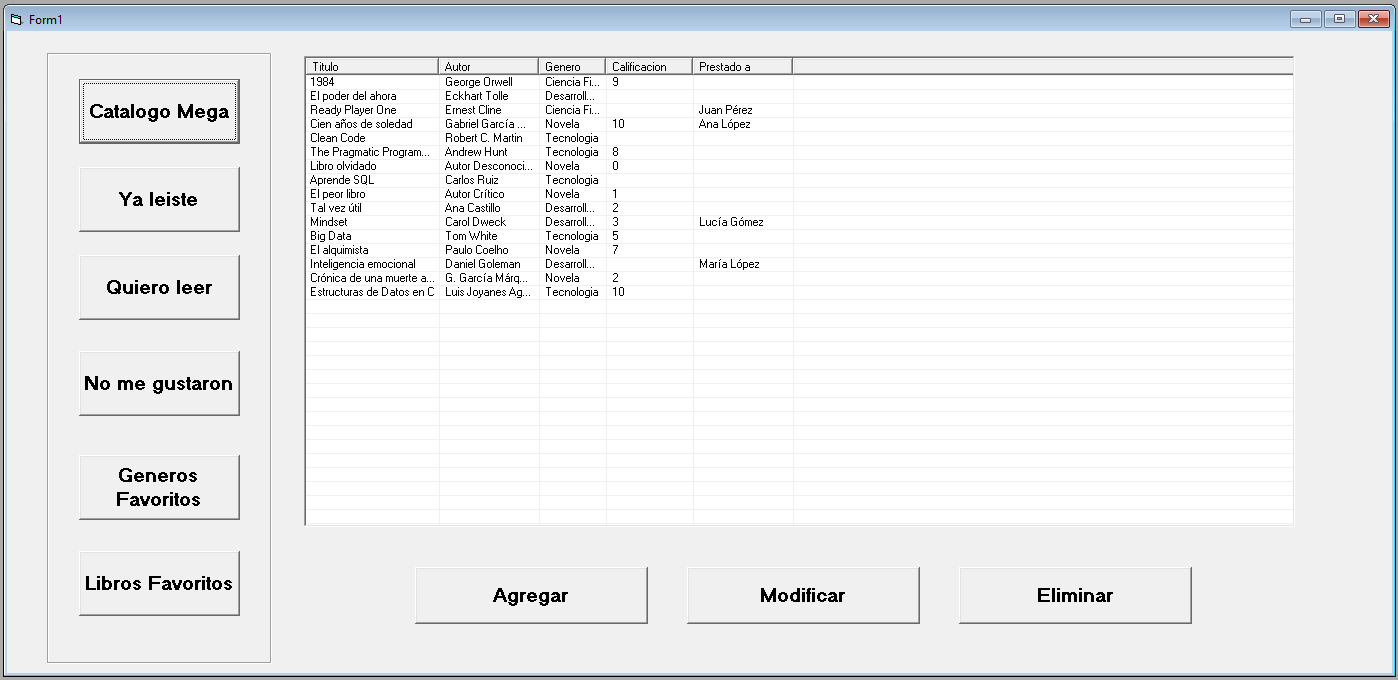 Form1
Catalogo Mega
Ya leiste
Quiero leer
No me gustaron
Generos
Favoritos
Libros Favoritos
Titulo Autor Genero Calificacion Prestado a
1984 George Orwell Ciencia Fi... 9
El poder del ahora Eckhart Tolle Desarroll...
Ready Player One Ernest Cline Ciencia Fi... Juan Pérez
Cien años de soledad Gabriel García ... Novela 10 Ana López
Clean Code Robert C. Martin Tecnologia
The Pragmatic Program... Andrew Hunt Tecnologia 8
Libro olvidado Autor Desconoci... Novela 0
Aprende SQL Carlos Ruiz Tecnologia
El peor libro Autor Crítico Novela 1
Tal vez útil Ana Castillo Desarroll... 2
Mindset Carol Dweck Desarroll... 3 Lucía Gómez
Big Data Tom White Tecnologia 5
El alquimista Paulo Coelho Novela 7
Inteligencia emocional Daniel Goleman Desarroll... María López
Crónica de una muerte a... G. García Márq... Novela 2
Estructuras de Datos en C Luis Joyanes Ag... Tecnologia 10
Agregar Modificar Eliminar